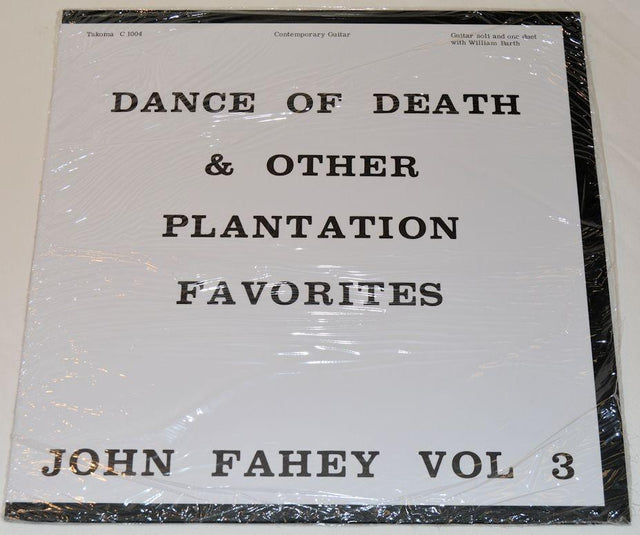 Takoma C 1004
Contemporary Guitar
Guitar soli and one duet
with William Barth
DANCE OF DEATH
& OTHER
PLANTATION
FAVORITES
JOHN FAHEY VOL 3